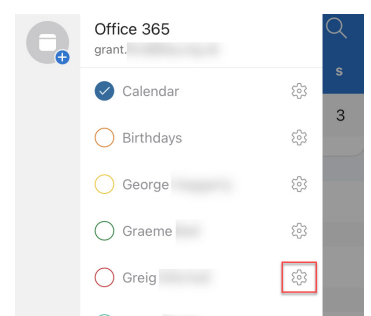 Office 365
grant.
S
Calendar
3
Birthdays
George
Graeme
Greig